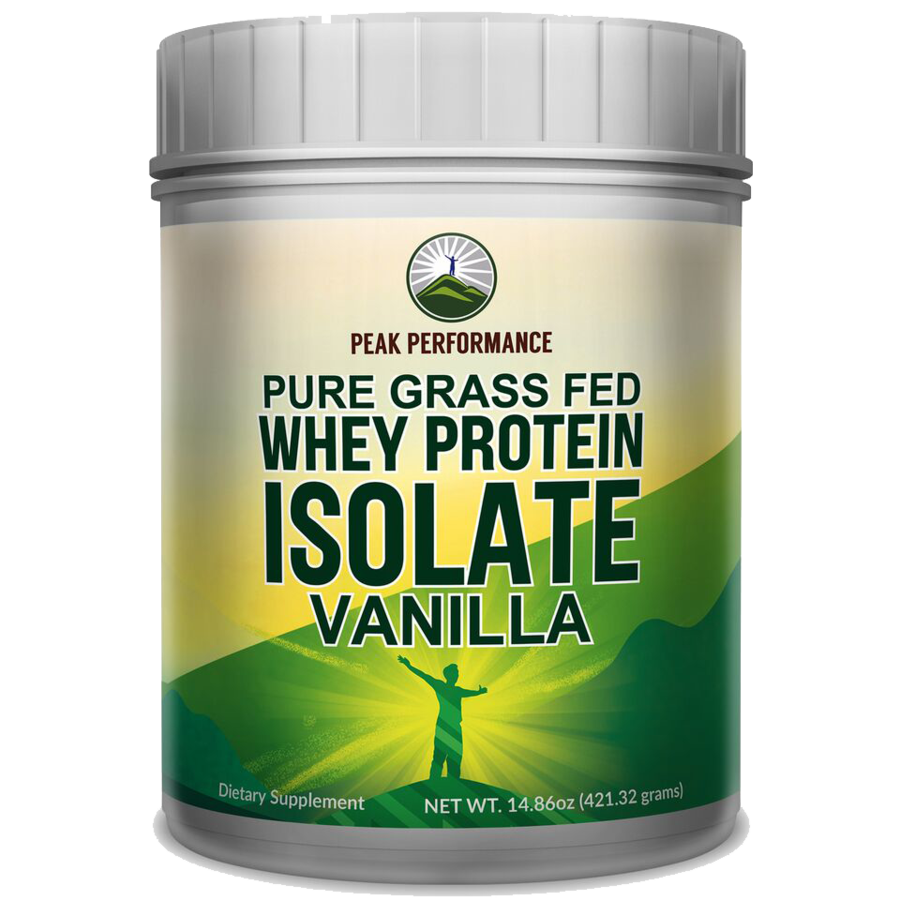 PEAK PERFORMANCE
PURE GRASS FED
WHEY PROTEIN
ISOLATE
VANILLA
Dietary Supplement NET WT. 14.86oz (421.32 grams)